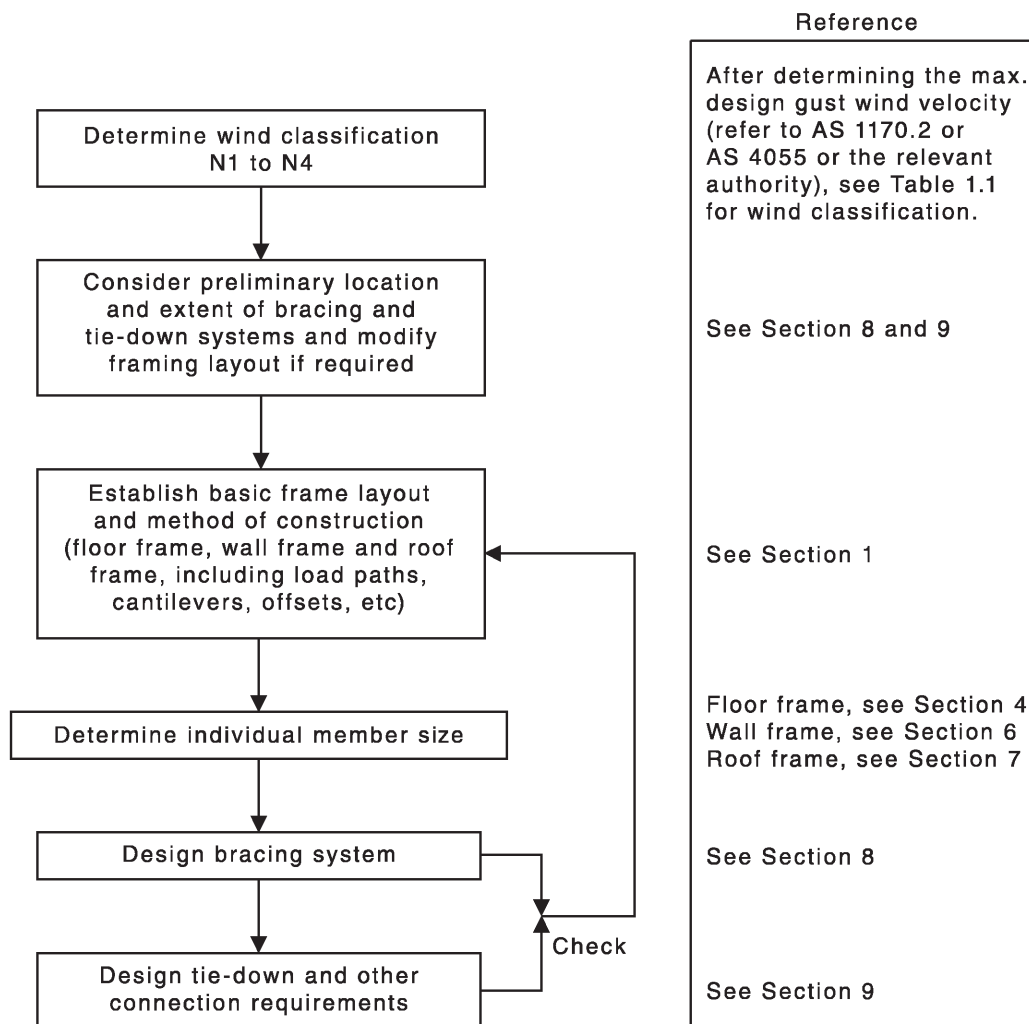 Reference
Determine wind classification
N1 to N4
After determining the max.
design gust wind velocity
(refer to AS 1170.2 or
AS 4055 or the relevant
authority), see Table 1.1
for wind classification.
Consider preliminary location
and extent of bracing and
tie-down systems and modify
framing layout if required
See Section 8 and 9
Establish basic frame layout
and method of construction
(floor frame, wall frame and roof
frame, including load paths,
cantilevers, offsets, etc)
See Section 1
Determine individual member size
Floor frame, see Section 4
Wall frame, see Section 6
Roof frame, see Section 7
Design bracing system
See Section 8
Check
Design tie-down and other
connection requirements
See Section 9